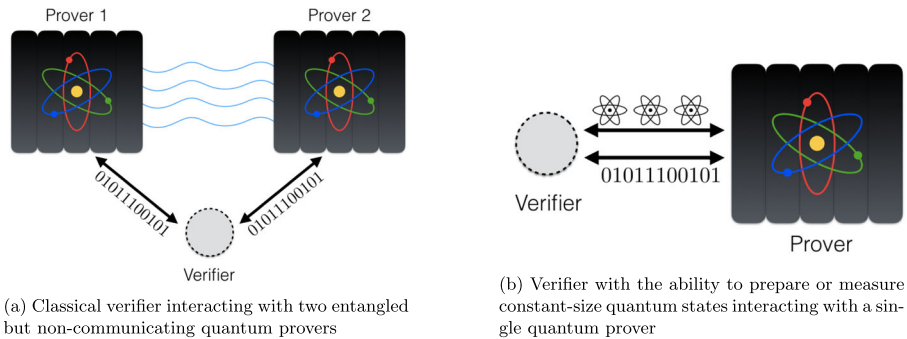 Prover 1
Prover 2
01011100101
01011100101
Verifier
(a) Classical verifier interacting with two entangled
but non-communicating quantum provers
01011100101
Verifier
Prover
(b) Verifier with the ability to prepare or measure
constant-size quantum states interacting with a sin-
gle quantum prover